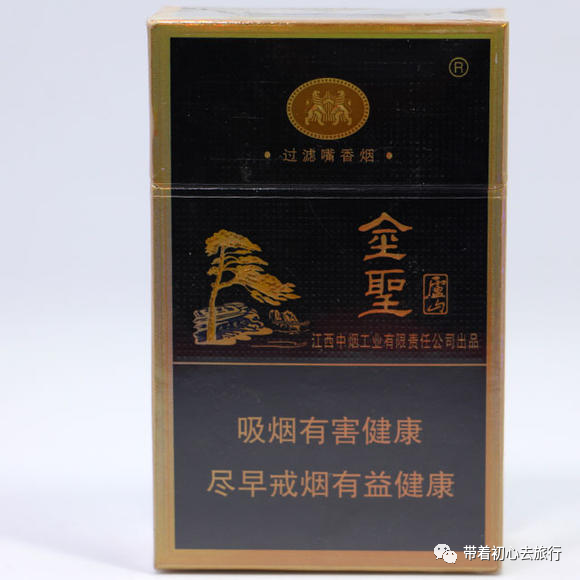 ®
·过滤嘴香烟·
金聖
廬山
江西中烟工业有限责任公司出品
吸烟有害健康
尽早戒烟有益健康
带着初心去旅行